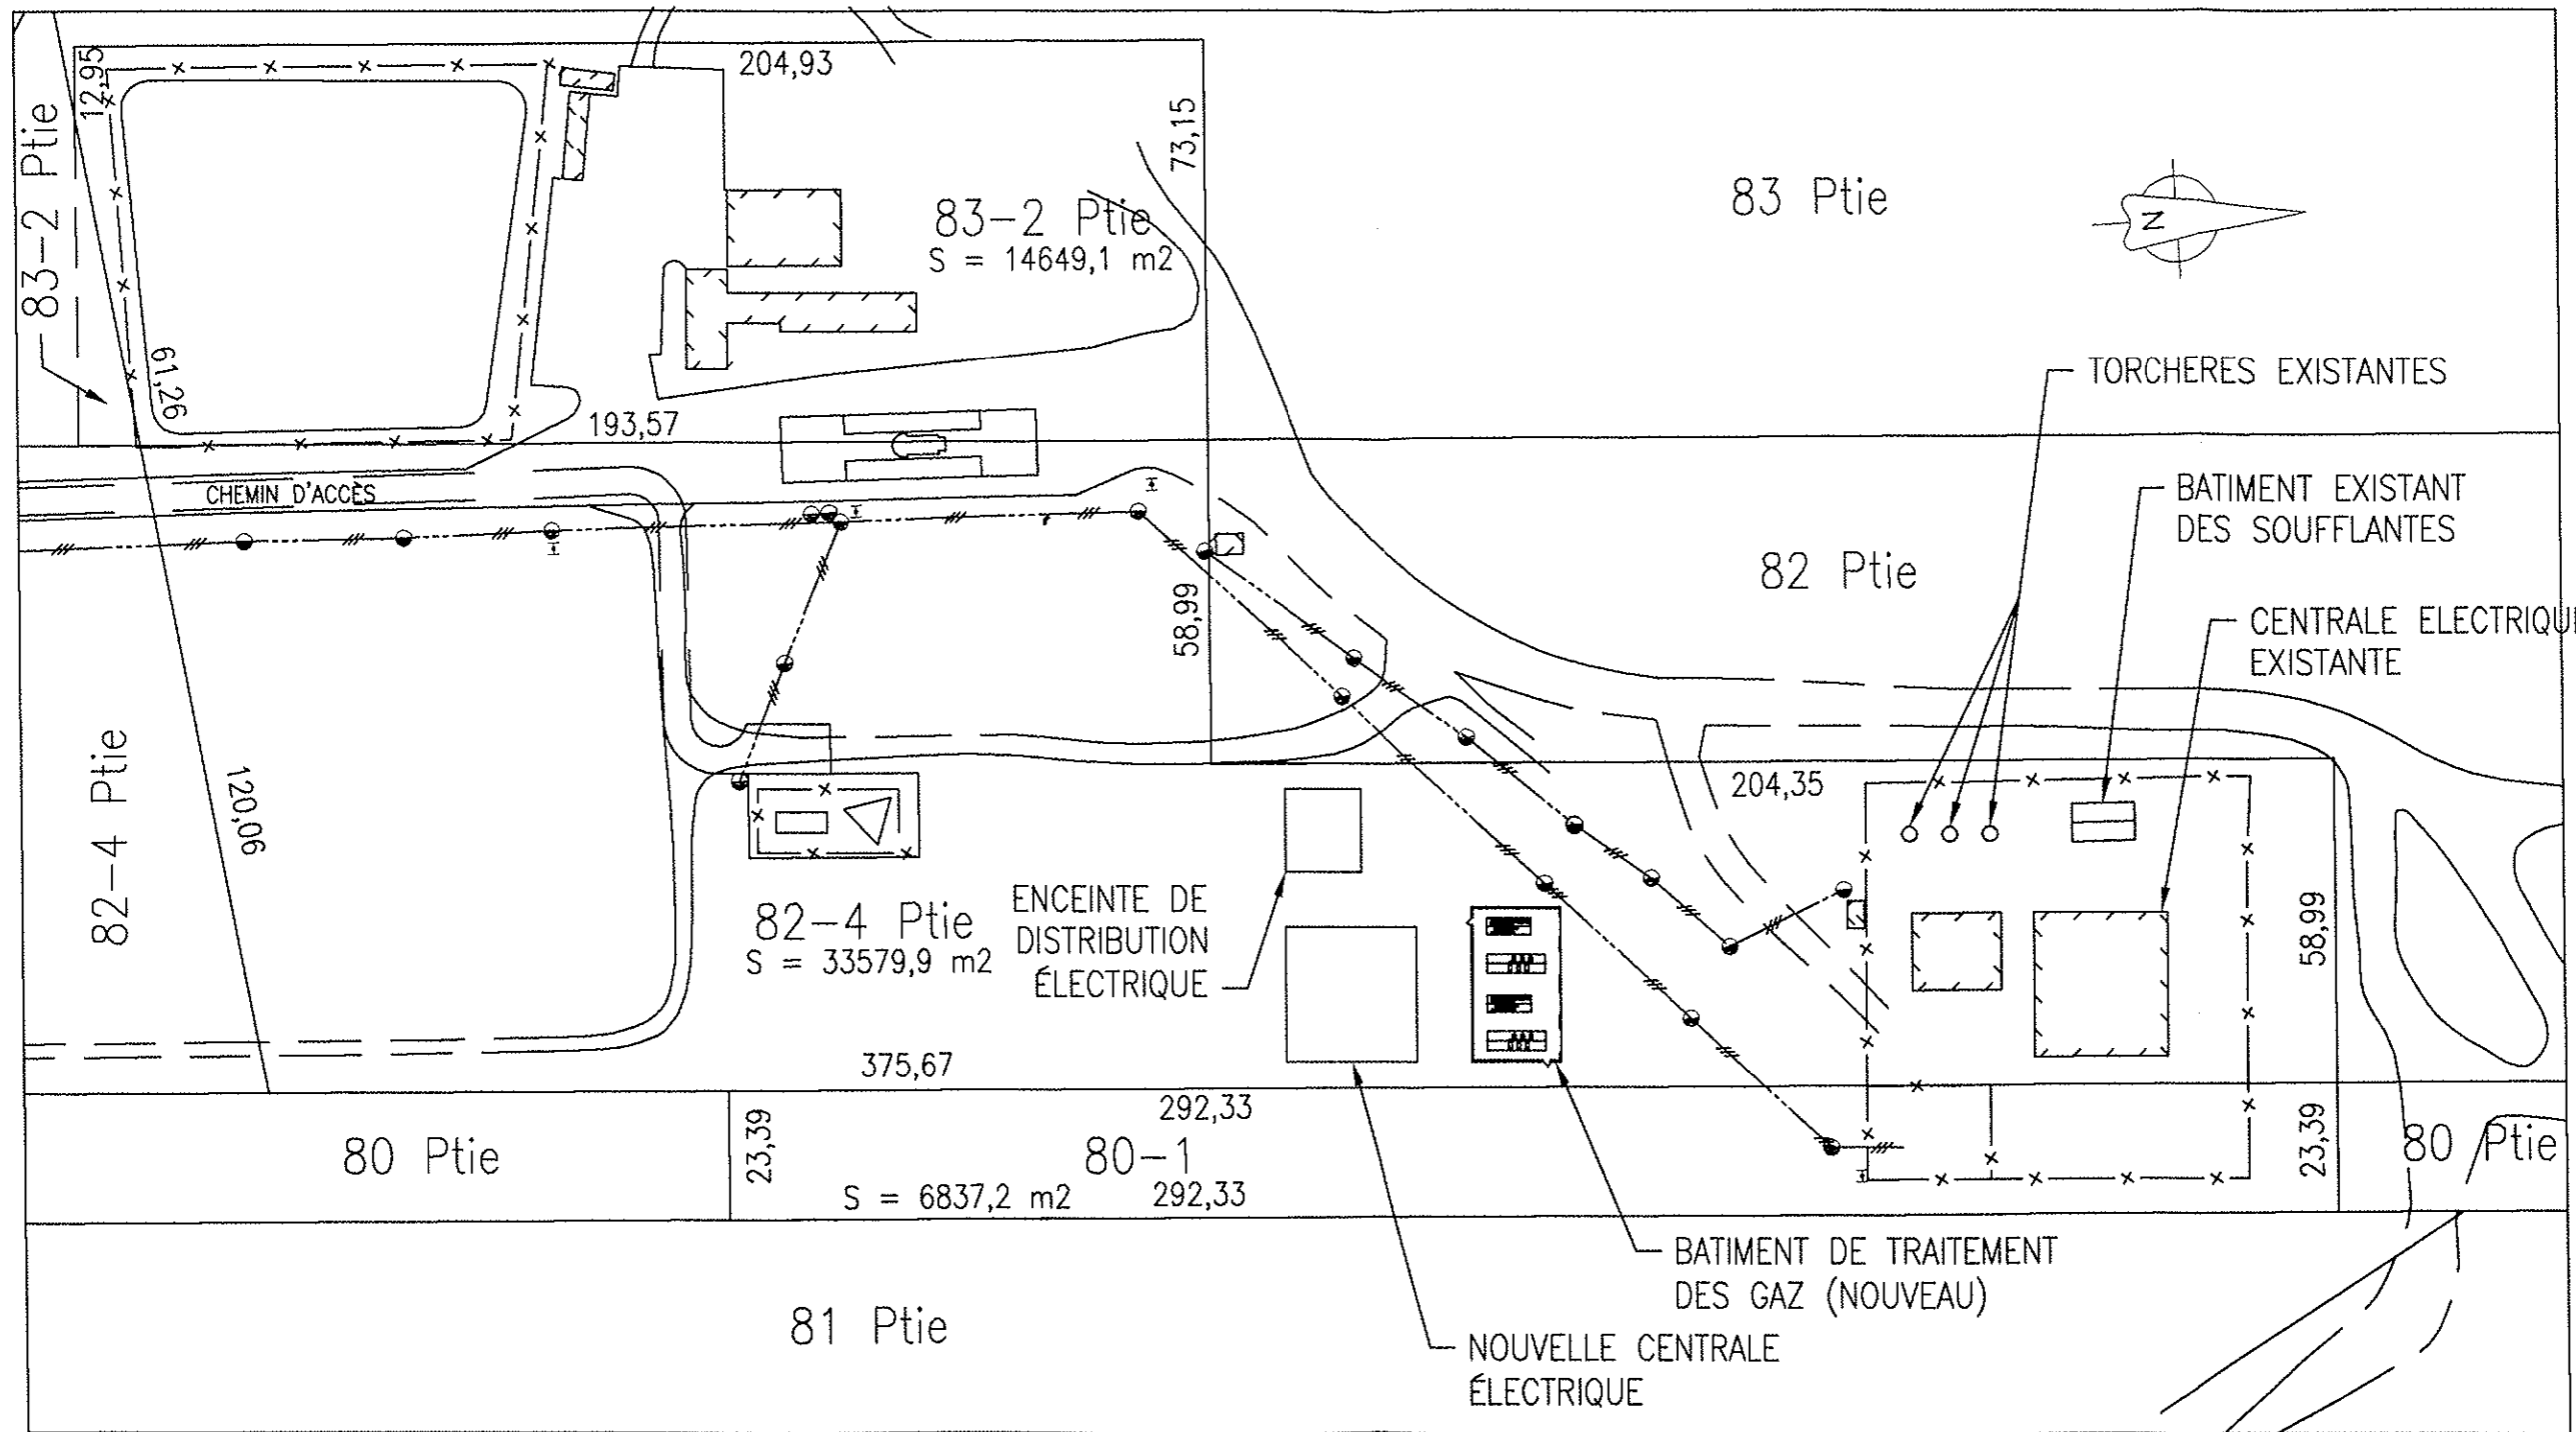 204,93
12,95
83-2 Ptie
73,15
83-2 Ptie
S = 14649,1 m2
83 Ptie
N
61,26
193,57
TORCHERES EXISTANTES
CHEMIN D'ACCÈS
BATIMENT EXISTANT
DES SOUFFLANTES
82 Ptie
58,99
CENTRALE ELECTRIQUE
EXISTANTE
204,35
82-4 Ptie
120,06
82-4 Ptie
S = 33579,9 m2
ENCEINTE DE
DISTRIBUTION
ÉLECTRIQUE
58,99
375,67
292,33
80 Ptie
23,39
80-1
S = 6837,2 m2
292,33
23,39
80 Ptie
BATIMENT DE TRAITEMENT
DES GAZ (NOUVEAU)
81 Ptie
NOUVELLE CENTRALE
ÉLECTRIQUE